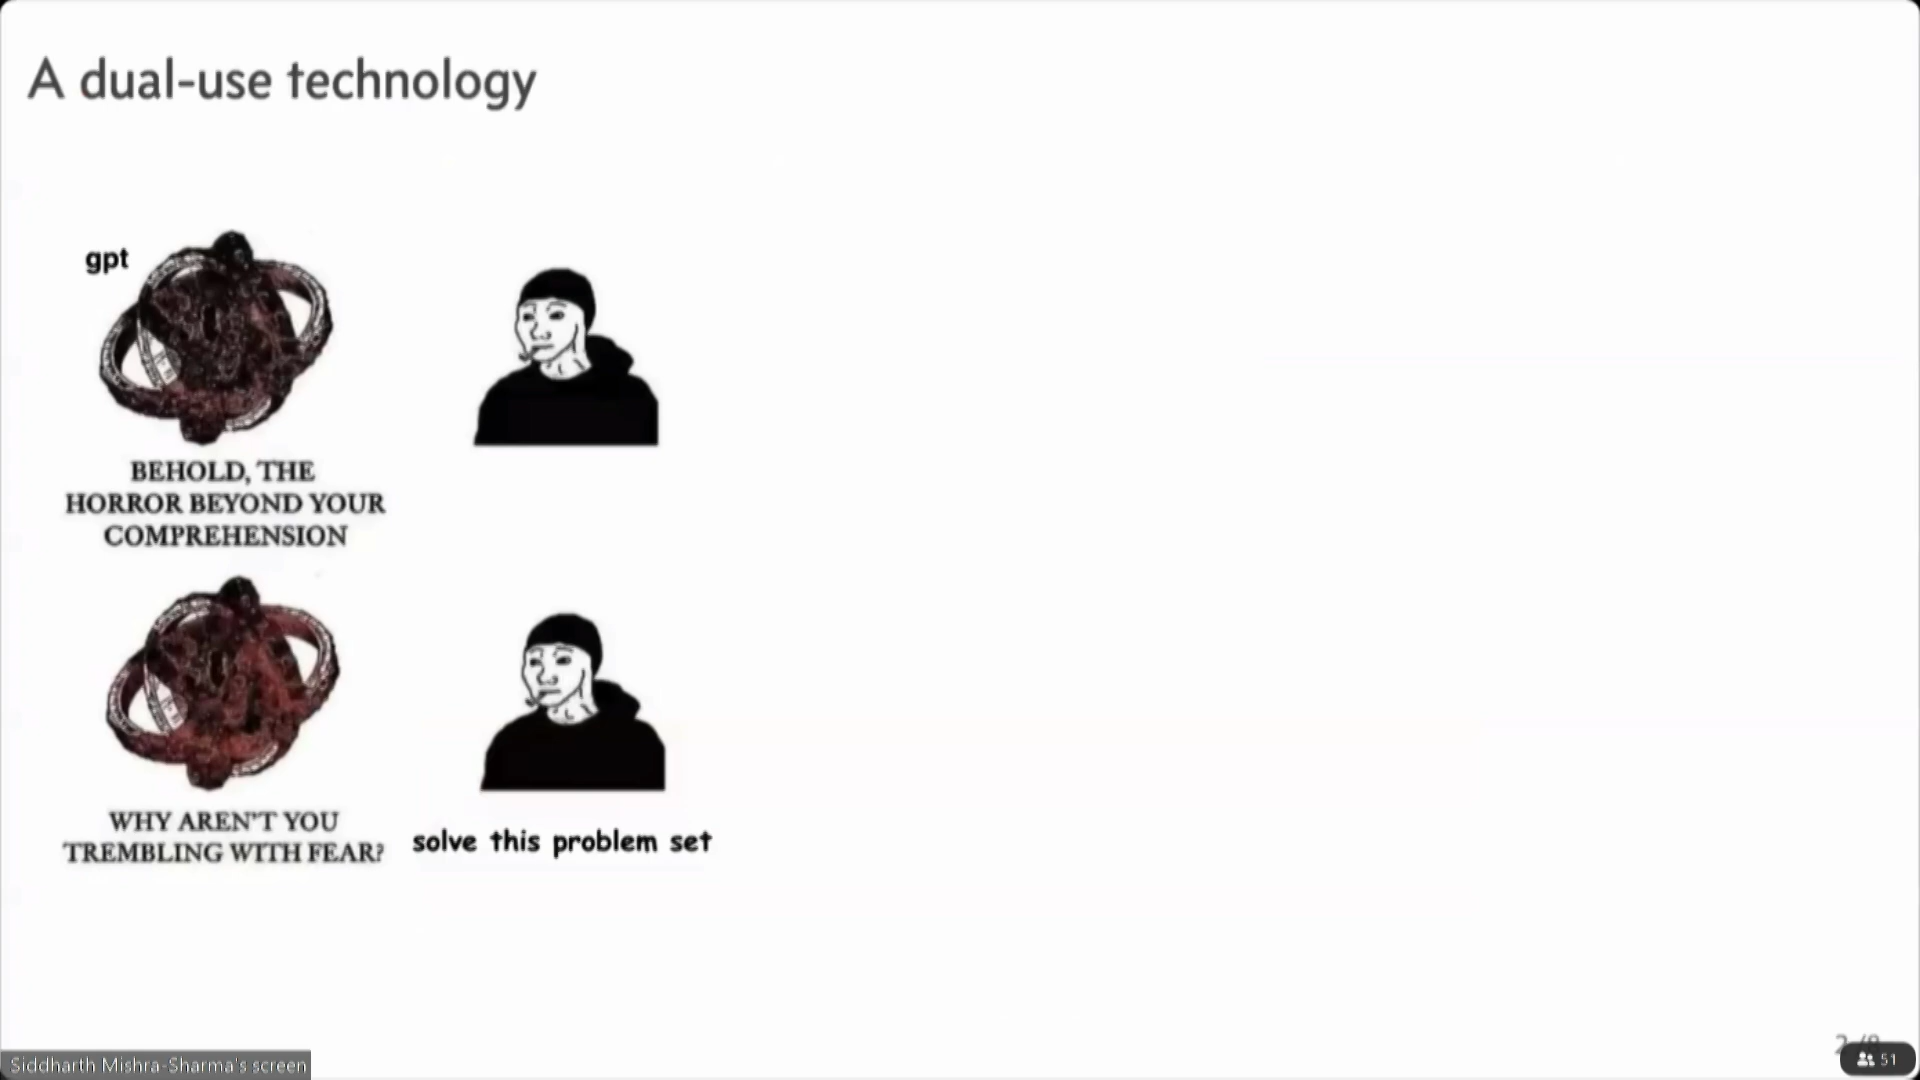 A dual-use technology
gpt
BEHOLD, THE
HORROR BEYOND YOUR
COMPREHENSION
WHY AREN'T YOU
TREMBLING WITH FEAR?
solve this problem set
Siddharth Mishra-Sharma's screen
51